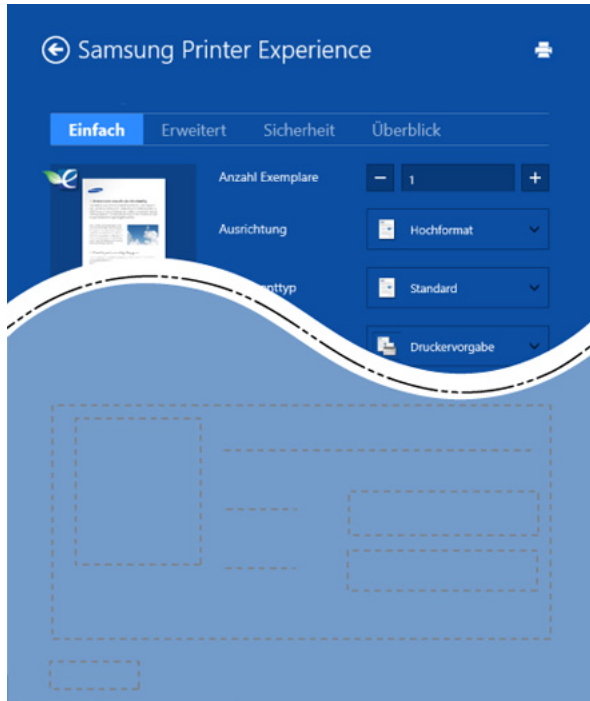 Samsung Printer Experience
Einfach Erweitert Sicherheit Überblick
Anzahl Exemplare 1
Ausrichtung Hochformat
Standard
Druckervorgabe